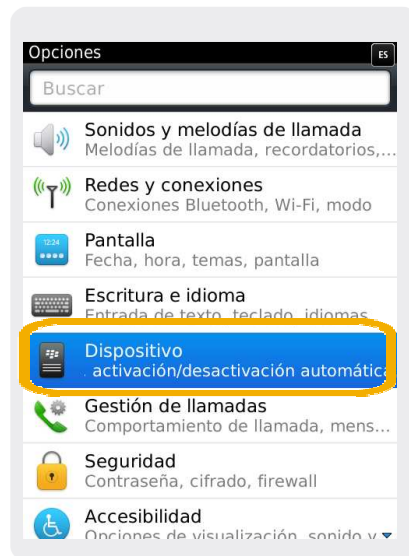 Opciones
ES
Buscar
Sonidos y melodías de llamada
Melodías de llamada, recordatorios,...
Redes y conexiones
Conexiones Bluetooth, Wi-Fi, modo
12:24
Pantalla
Fecha, hora, temas, pantalla
Escritura e idioma
Entrada de texto, teclado, idiomas
Dispositivo
. activación/desactivación automática
Gestión de llamadas
Comportamiento de llamada, mens...
Seguridad
Contraseña, cifrado, firewall
Accesibilidad
Opciones de visualización, sonido y